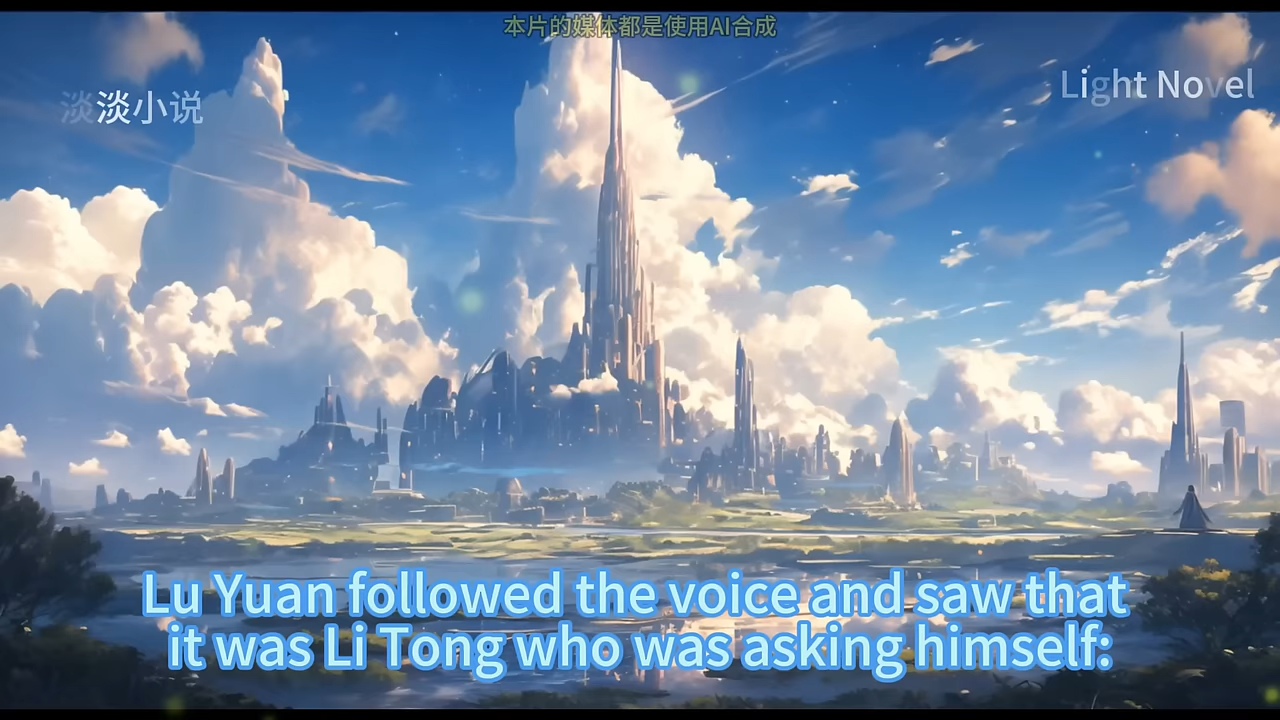 本片的媒体都是使用AI合成
淡淡小说
Light Novel
Lu Yuan followed the voice and saw that
it was Li Tong who was asking himself: